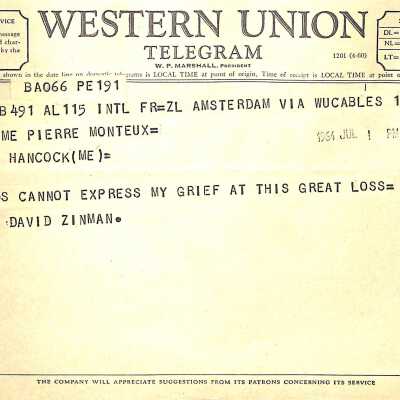 SERVICE
message
WESTERN UNION
TELEGRAM
W. P. MARSHALL, PRESIDENT
1201 (4-60)
S
DL=
NL=
LT=
shown in the date line on domestic telegrams is LOCAL TIME at point of origin. Time of receipt is LOCAL TIME at point of
BA066 PE191
B491 AL115 INTL FR=ZL AMSTERDAM VIA WUCABLES 1
ME PIERRE MONTEUX=
1964 JUL 1 PM
HANCOCK(ME)=
S CANNOT EXPRESS MY GRIEF AT THIS GREAT LOSS=
DAVID ZINMAN.
THE COMPANY WILL APPRECIATE SUGGESTIONS FROM ITS PATRONS CONCERNING ITS SERVICE